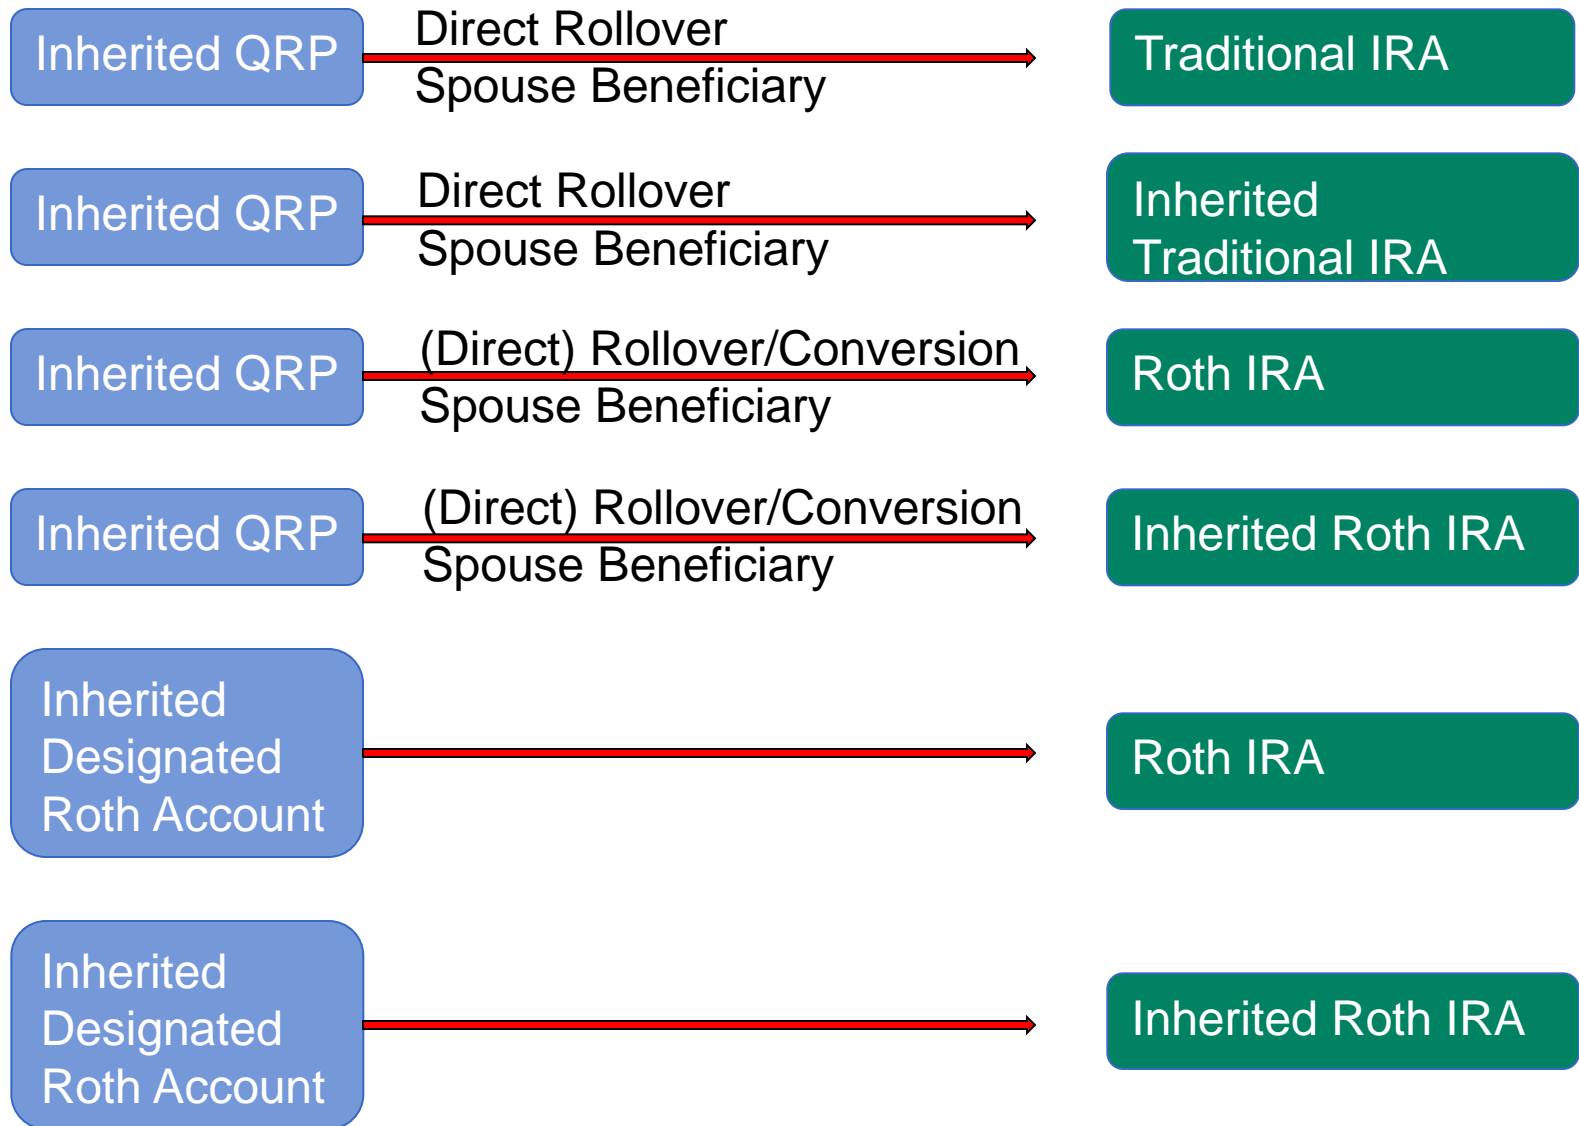 Inherited QRP
Direct Rollover
Spouse Beneficiary
Traditional IRA
Inherited QRP
Direct Rollover
Spouse Beneficiary
Inherited
Traditional IRA
Inherited QRP
(Direct) Rollover/Conversion
Spouse Beneficiary
Roth IRA
Inherited QRP
(Direct) Rollover/Conversion
Spouse Beneficiary
Inherited Roth IRA
Inherited
Designated
Roth Account
Roth IRA
Inherited
Designated
Roth Account
Inherited Roth IRA